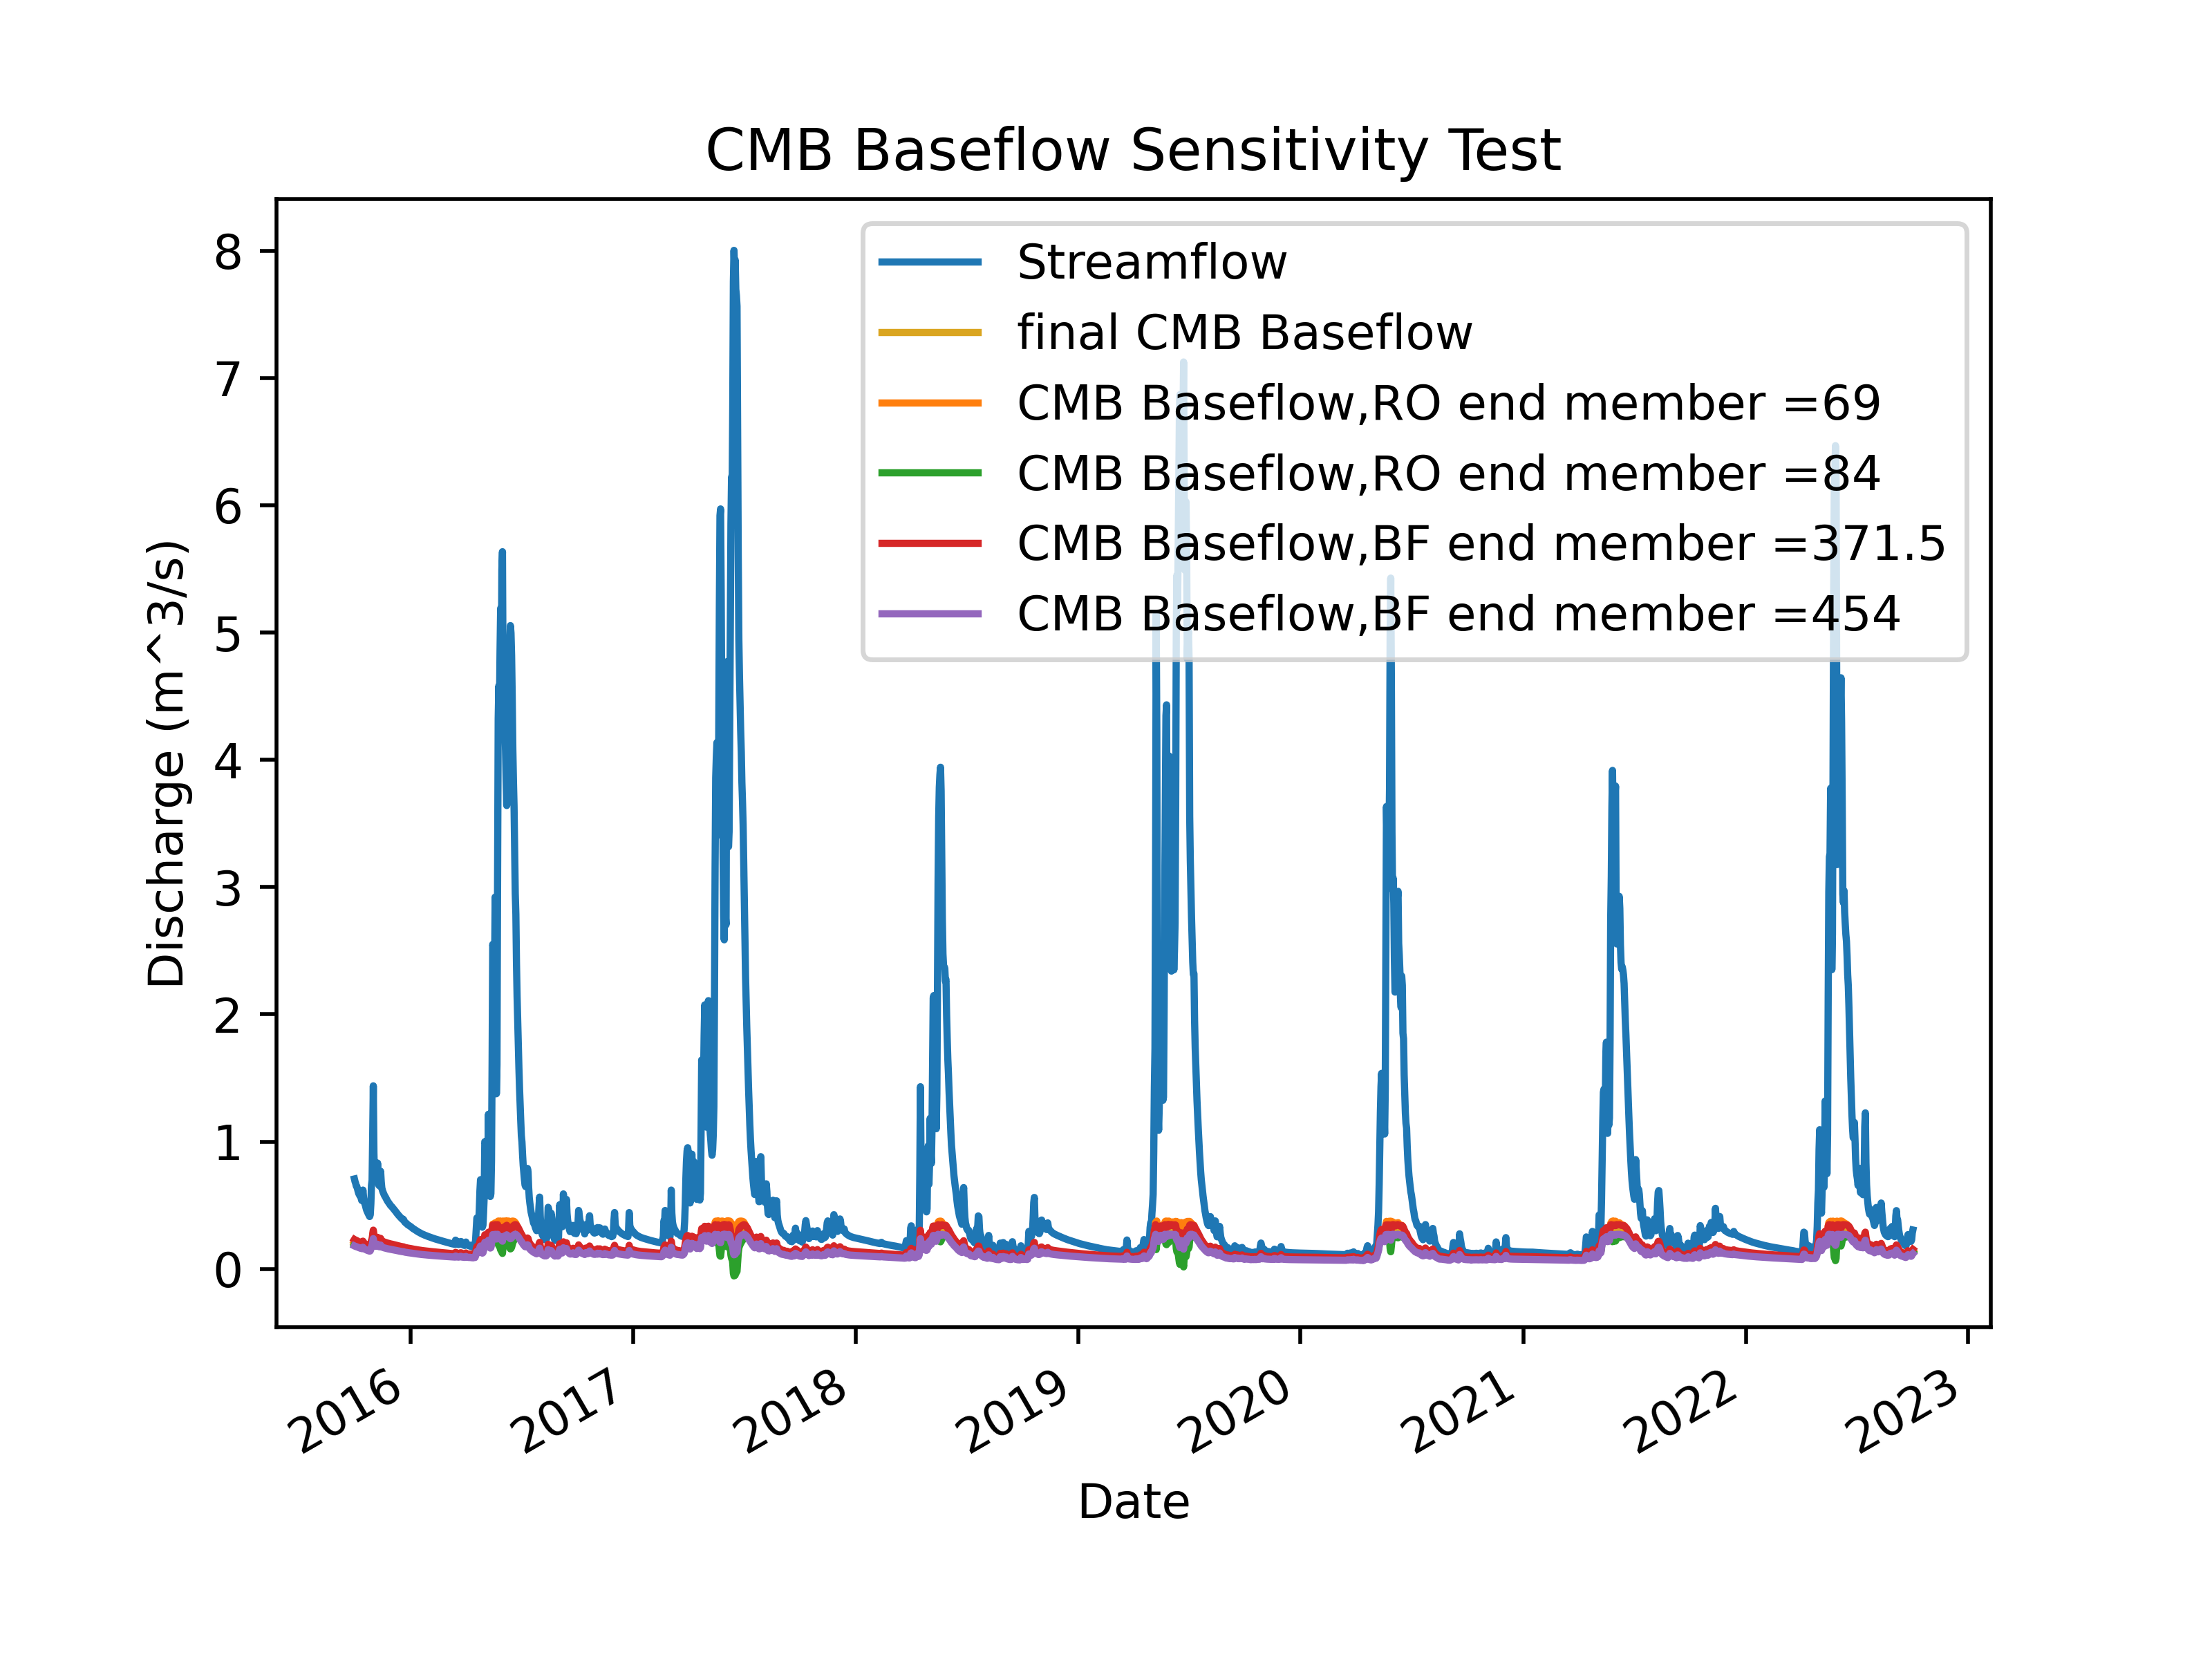 CMB Baseflow Sensitivity Test
Streamflow
final CMB Baseflow
CMB Baseflow,RO end member =69
CMB Baseflow,RO end member =84
CMB Baseflow,BF end member =371.5
CMB Baseflow,BF end member =454
Discharge (m^3/s)
8
7
6
5
4
3
2
1
0
2016
2017
2018
2019
2020
2021
2022
2023
Date